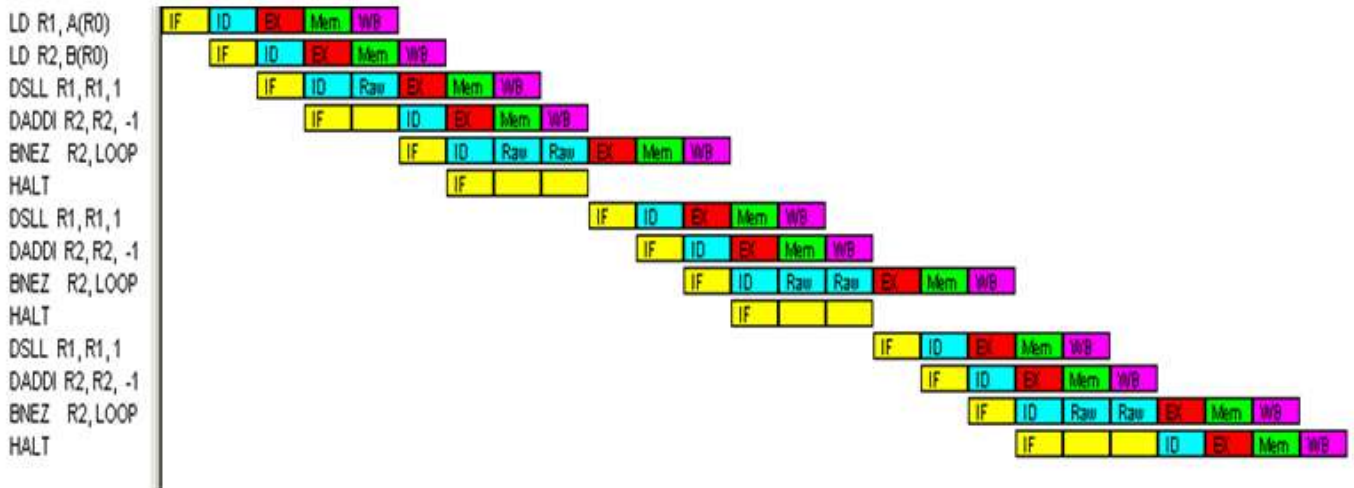 LD R1, A(R0) IF ID EX Mem WB
LD R2, B(R0) IF ID EX Mem WB
DSLL R1, R1, 1 IF ID Raw EX Mem WB
DADDI R2, R2, -1 IF ID EX Mem WB
BNEZ R2, LOOP IF ID Raw Raw EX Mem WB
HALT IF
DSLL R1, R1, 1 IF ID EX Mem WB
DADDI R2, R2, -1 IF ID EX Mem WB
BNEZ R2, LOOP IF ID Raw Raw EX Mem WB
HALT IF
DSLL R1, R1, 1 IF ID EX Mem WB
DADDI R2, R2, -1 IF ID EX Mem WB
BNEZ R2, LOOP IF ID Raw Raw EX Mem WB
HALT IF ID EX Mem WB